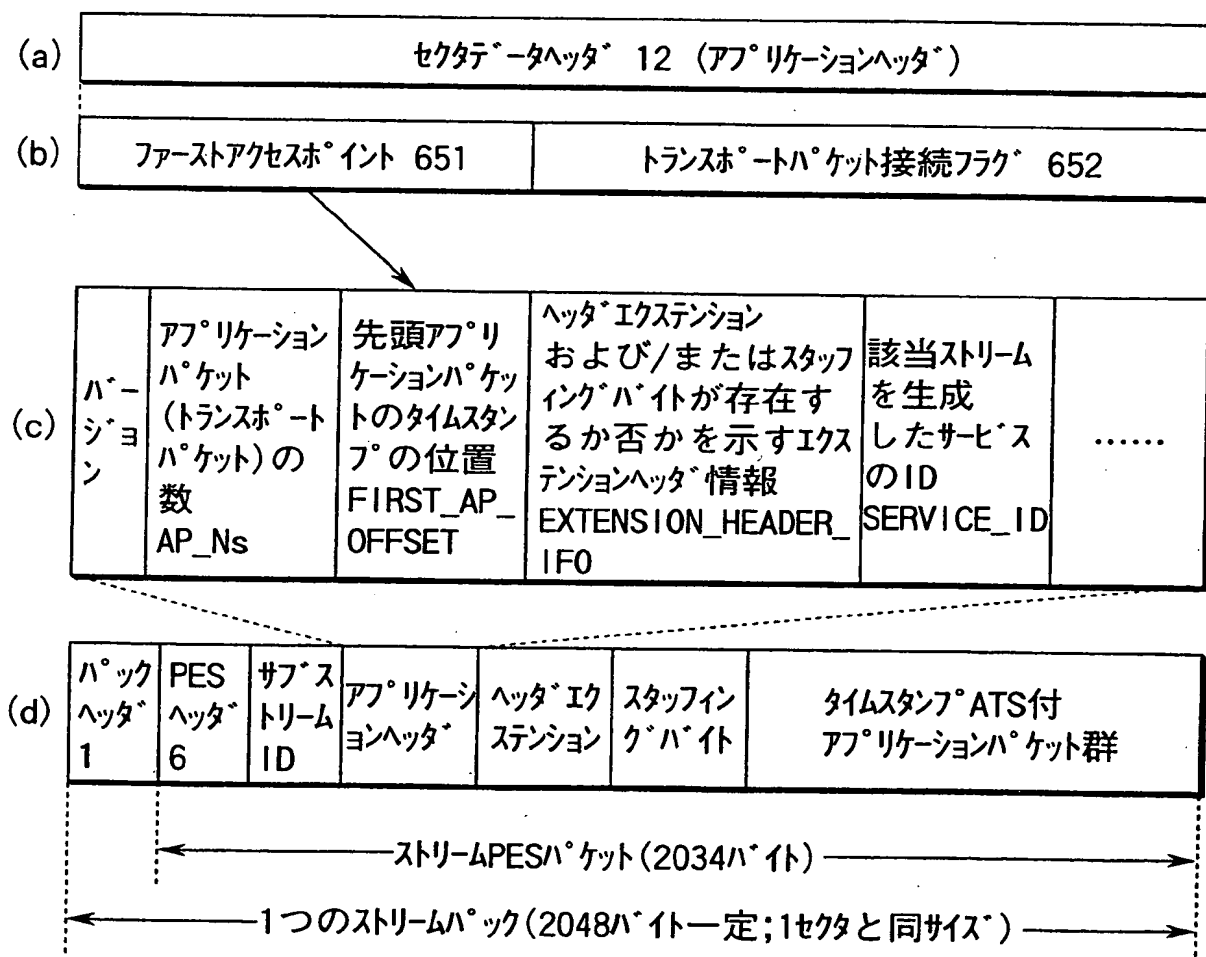 (a)
セクタデータヘッダ 12 (アプリケーションヘッダ)
(b)
ファーストアクセスポイント 651
トランスポートパケット接続フラグ 652
(c)
バー
ジョ
ン
アプリケーション
パケット
(トランスポート
パケット)の
数
AP_Ns
先頭アプリ
ケーションパケッ
トのタイムスタン
プの位置
FIRST_AP_
OFFSET
ヘッダエクステンション
および/またはスタッフ
ィングバイトが存在す
るか否かを示すエクス
テンションヘッダ情報
EXTENSION_HEADER_
IFO
該当ストリーム
を生成
したサービス
のID
SERVICE_ID
……
(d)
パック
ヘッダ
1
PES
ヘッダ
6
サブス
トリーム
ID
アプリケーシ
ョンヘッダ
ヘッダエク
ステンション
スタッフィン
グバイト
タイムスタンプATS付
アプリケーションパケット群
ストリームPESパケット(2034バイト)
1つのストリームパック(2048バイト一定;1セクタと同サイズ)